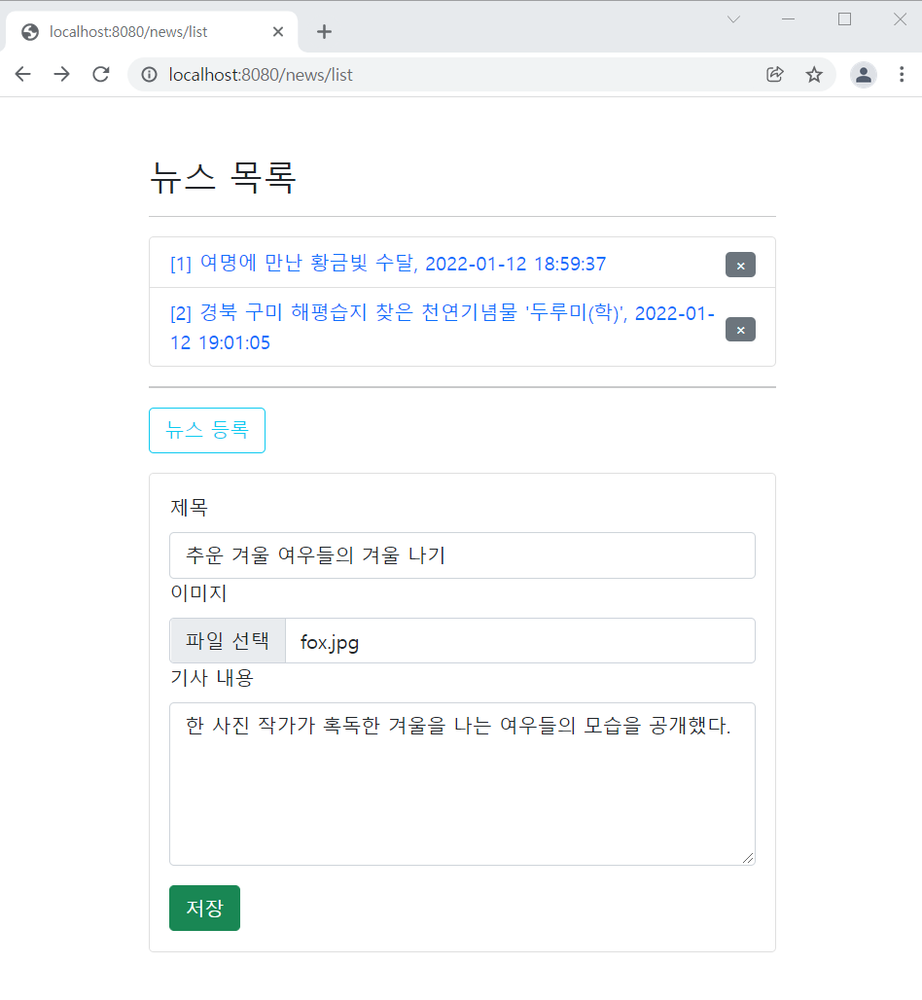 localhost:8080/news/list
localhost:8080/news/list
뉴스 목록
[1] 여명에 만난 황금빛 수달, 2022-01-12 18:59:37
×
[2] 경북 구미 해평습지 찾은 천연기념물 '두루미(학)', 2022-01-
12 19:01:05
×
뉴스 등록
제목
추운 겨울 여우들의 겨울 나기
이미지
파일 선택 fox.jpg
기사 내용
한 사진 작가가 혹독한 겨울을 나는 여우들의 모습을 공개했다.
저장